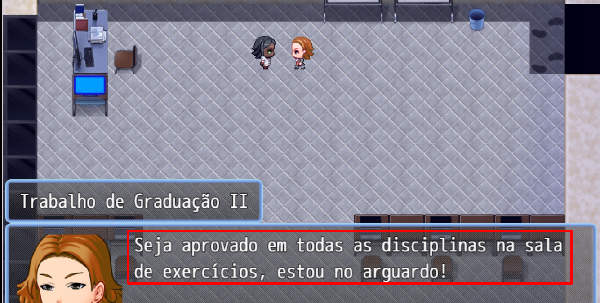 Trabalho de Graduação II
Seja aprovado em todas as disciplinas na sala
de exercícios, estou no arguardo!